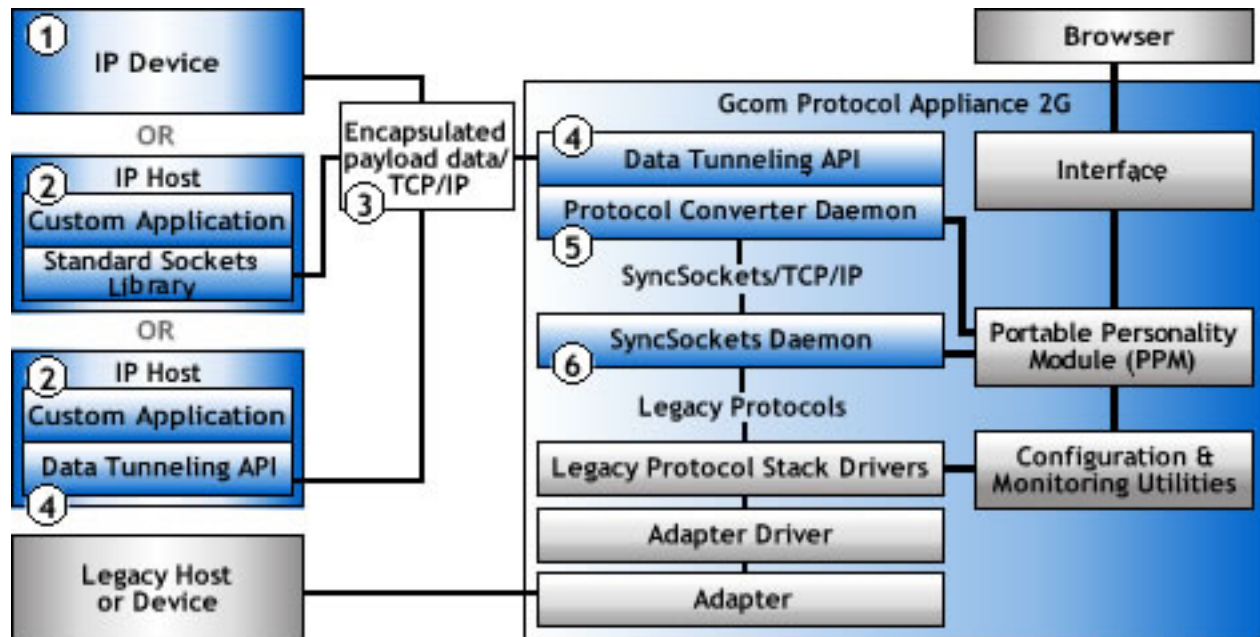 1
IP Device
OR
2
IP Host
Custom Application
Standard Sockets
Library
OR
2
IP Host
Custom Application
Data Tunneling API
4
Legacy Host
or Device
Encapsulated
payload data/
TCP/IP
3
Browser
Gcom Protocol Appliance 2G
4
Data Tunneling API
Protocol Converter Daemon
5
SyncSockets/TCP/IP
SyncSockets Daemon
6
Legacy Protocols
Legacy Protocol Stack Drivers
Adapter Driver
Adapter
Interface
Portable Personality
Module (PPM)
Configuration &
Monitoring Utilities